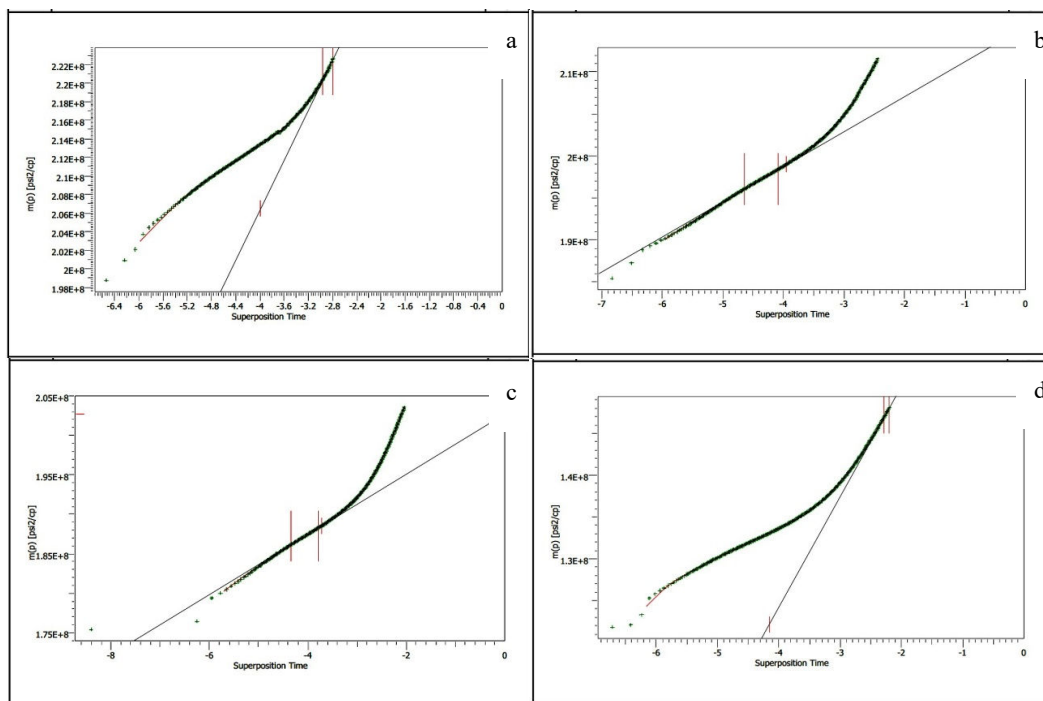 a
2.22E+8
2.2E+8
2.18E+8
2.16E+8
2.14E+8
2.12E+8
2.1E+8
2.08E+8
2.06E+8
2.04E+8
2.02E+8
2E+8
1.98E+8
m(p) [psi2/cp]
-6.4 -6 -5.6 -5.2 -4.8 -4.4 -4 -3.6 -3.2 -2.8 -2.4 -2 -1.6 -1.2 -0.8 -0.4 0
Superposition Time
b
2.1E+8
2E+8
1.9E+8
m(p) [psi2/cp]
-7 -6 -5 -4 -3 -2 -1 0
Superposition Time
c
2.05E+8
1.95E+8
1.85E+8
1.75E+8
m(p) [psi2/cp]
-8 -6 -4 -2 0
Superposition Time
d
1.4E+8
1.3E+8
m(p) [psi2/cp]
-6 -5 -4 -3 -2 -1 0
Superposition Time